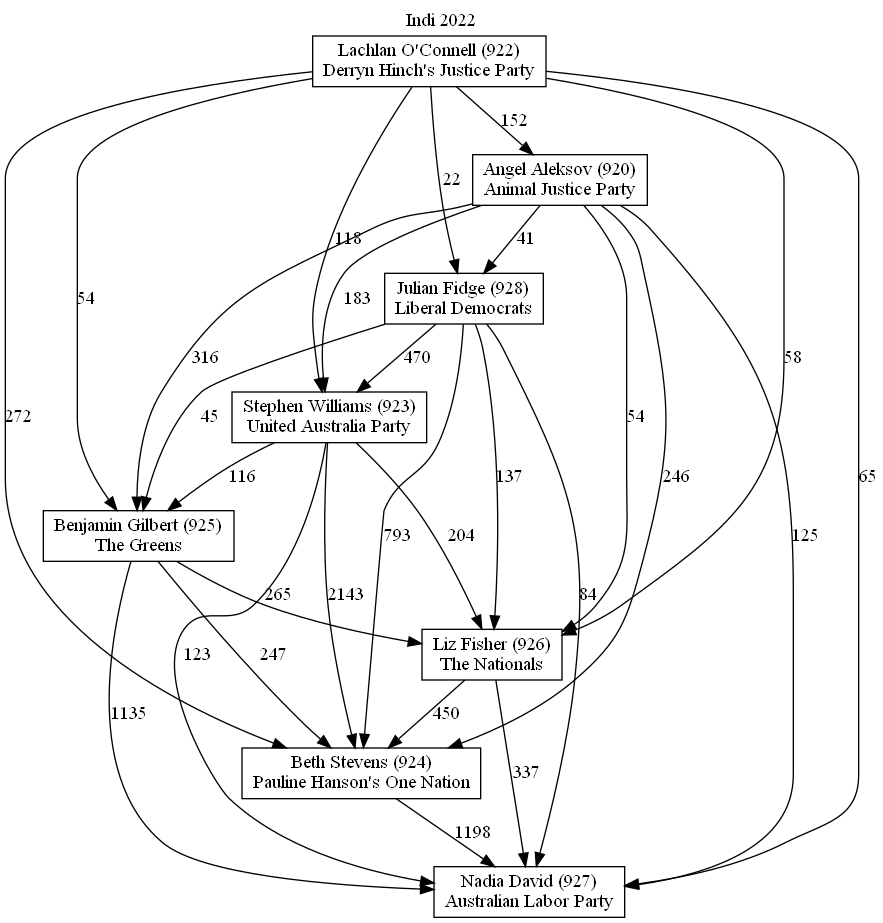 Indi 2022
Lachlan O'Connell (922)
Derryn Hinch's Justice Party
152
Angel Aleksov (920)
Animal Justice Party
22
118
41
Julian Fidge (928)
Liberal Democrats
54
183
316
470
58
45
272
54
Stephen Williams (923)
United Australia Party
116
137
246
65
Benjamin Gilbert (925)
The Greens
793
204
125
265
2143
84
Liz Fisher (926)
The Nationals
123
247
1135
450
Beth Stevens (924)
Pauline Hanson's One Nation
337
1198
Nadia David (927)
Australian Labor Party